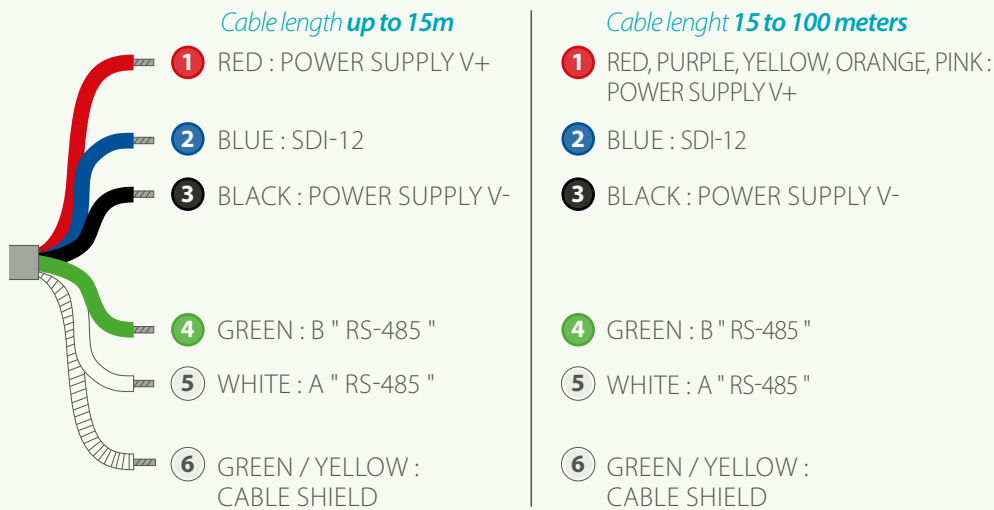 Cable length up to 15m
1 RED : POWER SUPPLY V+
2 BLUE : SDI-12
3 BLACK : POWER SUPPLY V-
4 GREEN : B " RS-485 "
5 WHITE : A " RS-485 "
6 GREEN / YELLOW :
CABLE SHIELD
Cable lenght 15 to 100 meters
1 RED, PURPLE, YELLOW, ORANGE, PINK :
POWER SUPPLY V+
2 BLUE : SDI-12
3 BLACK : POWER SUPPLY V-
4 GREEN : B " RS-485 "
5 WHITE : A " RS-485 "
6 GREEN / YELLOW :
CABLE SHIELD